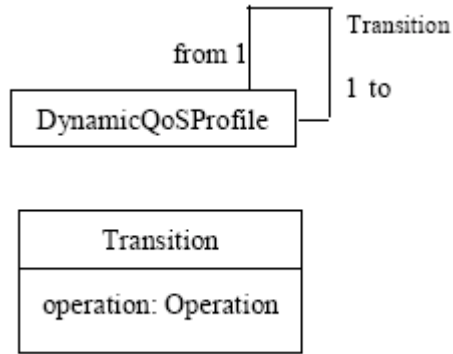 Transition
from 1
1 to
DynamicQoSProfile
Transition
operation: Operation